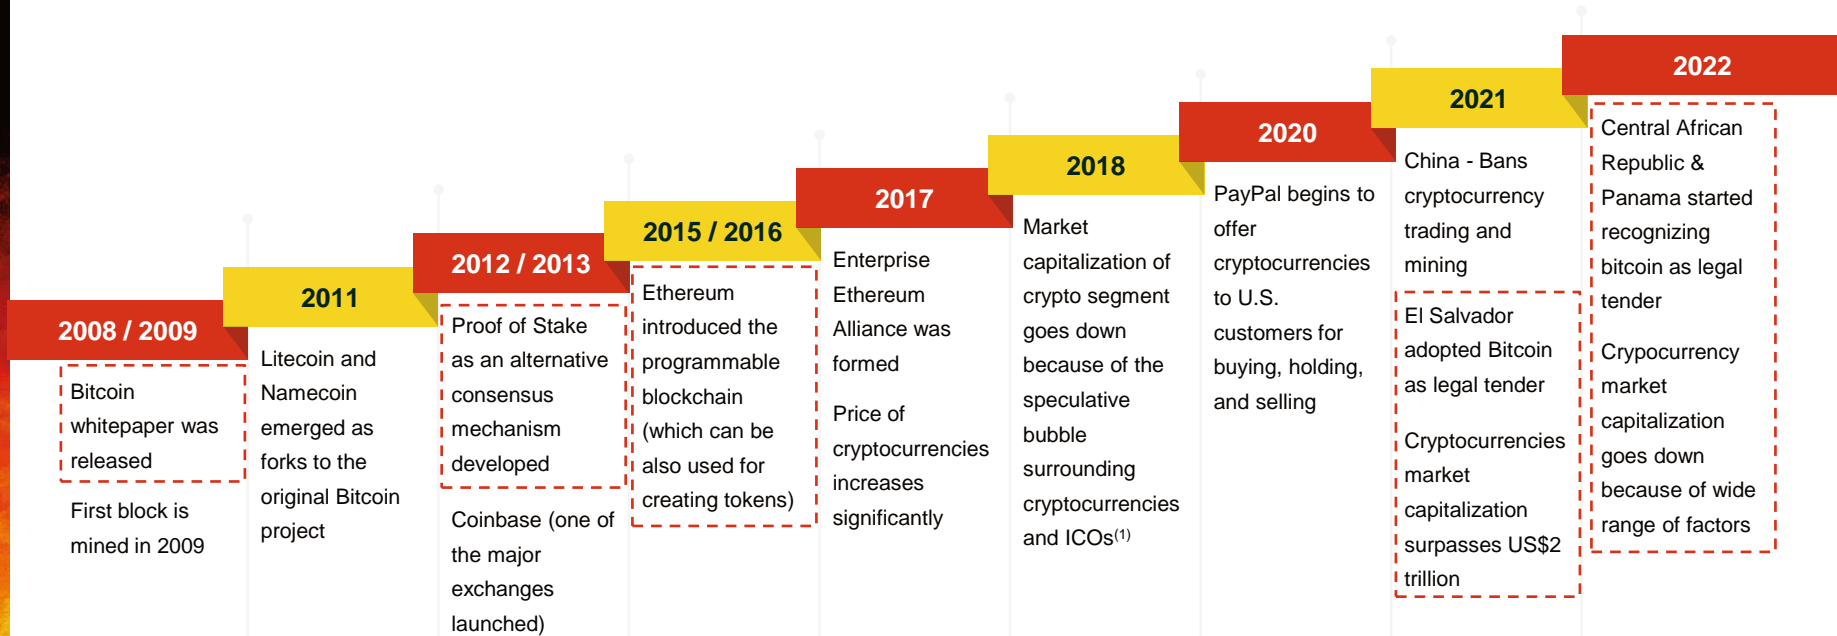 2008 / 2009
Bitcoin
whitepaper was
released
First block is
mined in 2009
2011
Litecoin and
Namecoin
emerged as
forks to the
original Bitcoin
project
2012 / 2013
Proof of Stake
as an alternative
consensus
mechanism
developed
Coinbase (one of
the major
exchanges
launched)
2015 / 2016
Ethereum
introduced the
programmable
blockchain
(which can be
also used for
creating tokens)
2017
Enterprise
Ethereum
Alliance was
formed
Price of
cryptocurrencies
increases
significantly
2018
Market
capitalization of
crypto segment
goes down
because of the
speculative
bubble
surrounding
cryptocurrencies
and ICOs(1)
2020
PayPal begins to
offer
cryptocurrencies
to U.S.
customers for
buying, holding,
and selling
2021
China - Bans
cryptocurrency
trading and
mining
El Salvador
adopted Bitcoin
as legal tender
Cryptocurrencies
market
capitalization
surpasses US$2
trillion
2022
Central African
Republic &
Panama started
recognizing
bitcoin as legal
tender
Crypocurrency
market
capitalization
goes down
because of wide
range of factors